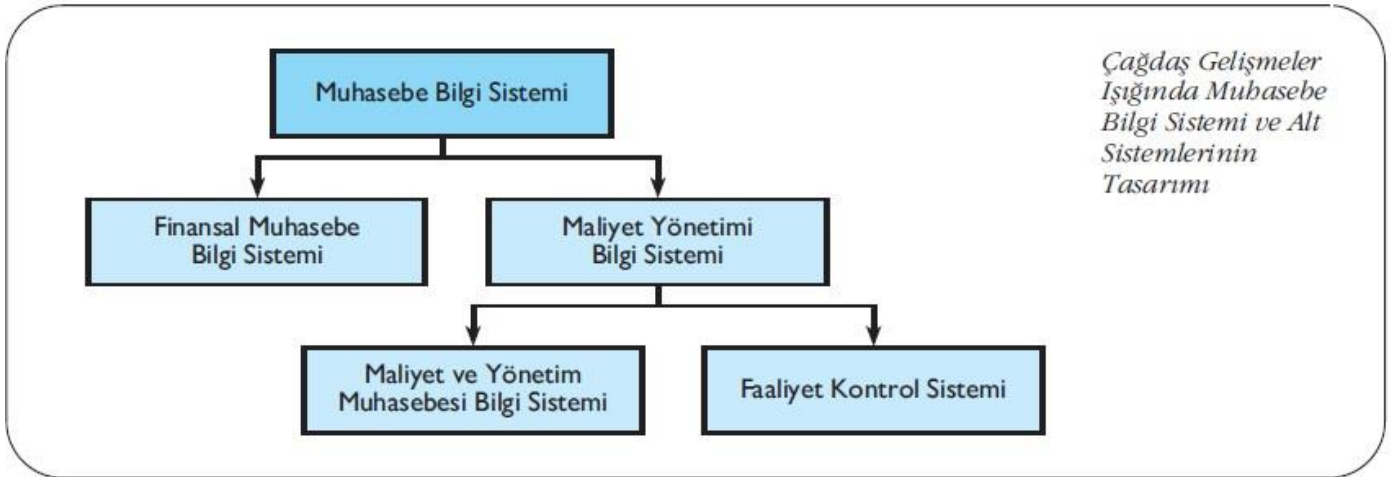 Muhasebe Bilgi Sistemi
Çağdaş Gelişmeler
Işığında Muhasebe
Bilgi Sistemi ve Alt
Sistemlerinin
Tasarımı
Finansal Muhasebe
Bilgi Sistemi
Maliyet Yönetimi
Bilgi Sistemi
Maliyet ve Yönetim
Muhasebesi Bilgi Sistemi
Faaliyet Kontrol Sistemi